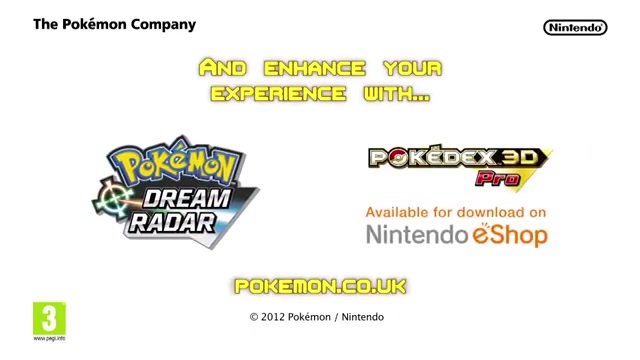 The Pokémon Company
Nintendo
AND ENHANCE YOUR
EXPERIENCE WITH...
POKéMON
DREAM
RADAR
POKéDEX 3D
Pro
Available for download on
Nintendo eShop
POKEMON.CO.UK
© 2012 Pokémon / Nintendo
3
www.pegi.info